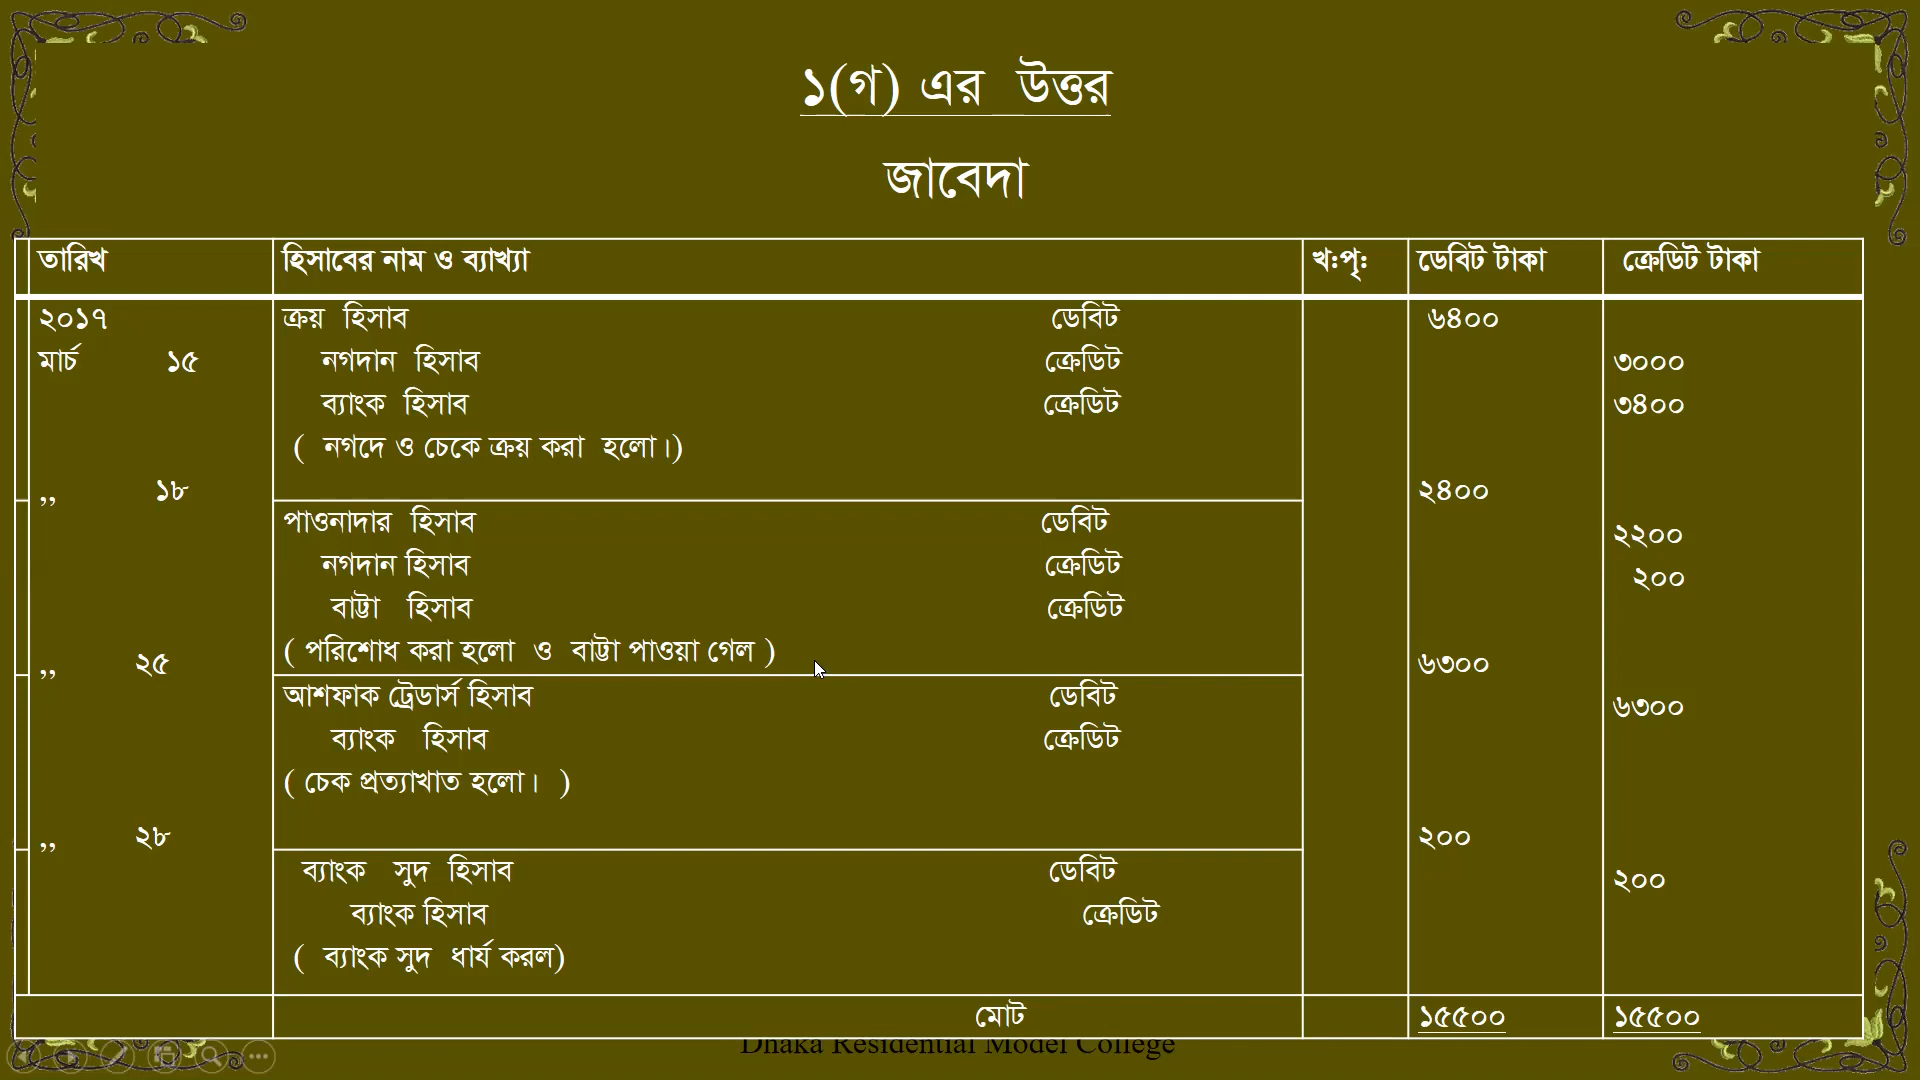 ১(গ) এর উত্তর
জাবেদা
তারিখ হিসাবের নাম ও ব্যাখ্যা খ:পৃ: ডেবিট টাকা ক্রেডিট টাকা
২০১৭ ক্রয় হিসাব ডেবিট ৬৪০০
মার্চ ১৫ নগদান হিসাব ক্রেডিট ৩০০০
ব্যাংক হিসাব ক্রেডিট ৩৪০০
( নগদে ও চেকে ক্রয় করা হলো।)
,, ১৮ ২৪০০
পাওনাদার হিসাব ডেবিট ২২০০
নগদান হিসাব ক্রেডিট ২০০
বাট্টা হিসাব ক্রেডিট
( পরিশোধ করা হলো ও বাট্টা পাওয়া গেল )
,, ২৫ ৬৩০০
আশফাক ট্রেডার্স হিসাব ডেবিট ৬৩০০
ব্যাংক হিসাব ক্রেডিট
( চেক প্রত্যাখাত হলো। )
,, ২৮ ২০০
ব্যাংক সুদ হিসাব ডেবিট ২০০
ব্যাংক হিসাব ক্রেডিট
( ব্যাংক সুদ ধার্য করল)
মোট ১৫৫০০ ১৫৫০০
Dhaka Residential Model College